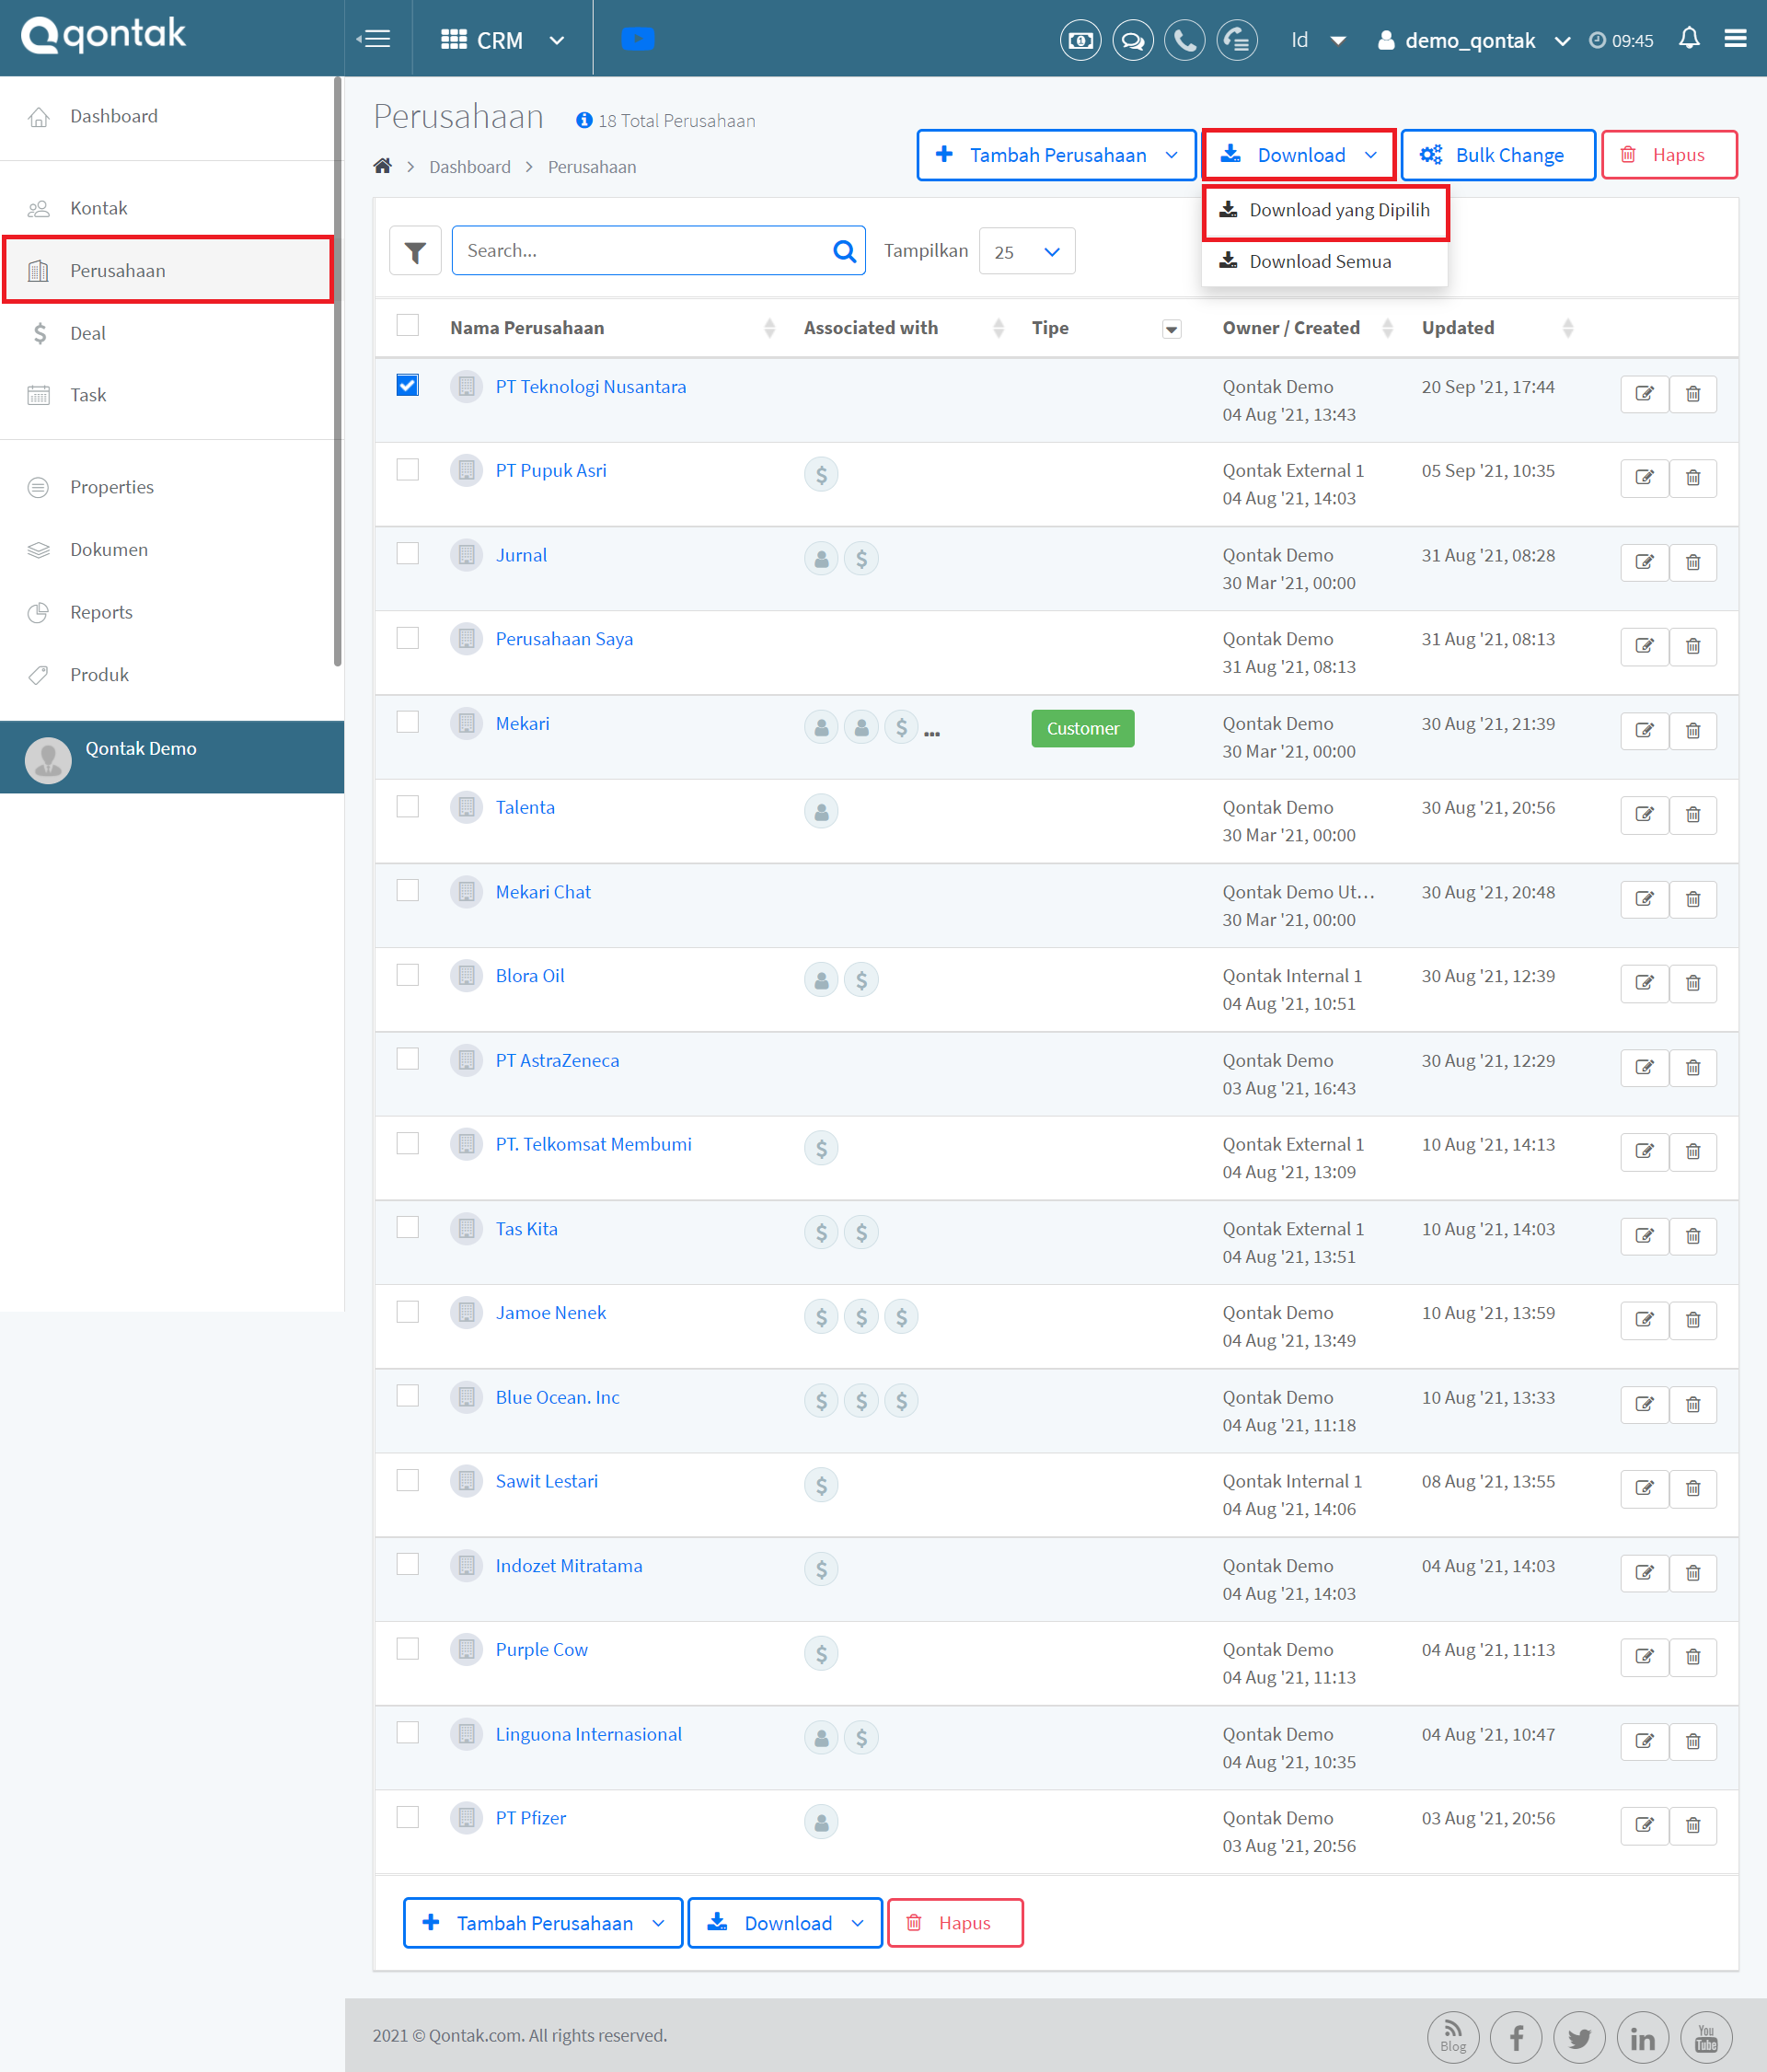 qontak
CRM
Id
demo_qontak
09:45
Dashboard
Kontak
Perusahaan
Deal
Task
Properties
Dokumen
Reports
Produk
Qontak Demo
Perusahaan
18 Total Perusahaan
Dashboard > Perusahaan
Tambah Perusahaan
Download
Bulk Change
Hapus
Download yang Dipilih
Download Semua
Search...
Tampilkan 25
Nama Perusahaan Associated with Tipe Owner / Created Updated
PT Teknologi Nusantara Qontak Demo 20 Sep '21, 17:44
04 Aug '21, 13:43
PT Pupuk Asri Qontak External 1 05 Sep '21, 10:35
04 Aug '21, 14:03
Jurnal Qontak Demo 31 Aug '21, 08:28
30 Mar '21, 00:00
Perusahaan Saya Qontak Demo 31 Aug '21, 08:13
31 Aug '21, 08:13
Mekari ... Customer Qontak Demo 30 Aug '21, 21:39
30 Mar '21, 00:00
Talenta Qontak Demo 30 Aug '21, 20:56
30 Mar '21, 00:00
Mekari Chat Qontak Demo Ut... 30 Aug '21, 20:48
30 Mar '21, 00:00
Blora Oil Qontak Internal 1 30 Aug '21, 12:39
04 Aug '21, 10:51
PT AstraZeneca Qontak Demo 30 Aug '21, 12:29
03 Aug '21, 16:43
PT. Telkomsat Membumi Qontak External 1 10 Aug '21, 14:13
04 Aug '21, 13:09
Tas Kita Qontak External 1 10 Aug '21, 14:03
04 Aug '21, 13:51
Jamoe Nenek Qontak Demo 10 Aug '21, 13:59
04 Aug '21, 13:49
Blue Ocean. Inc Qontak Demo 10 Aug '21, 13:33
04 Aug '21, 11:18
Sawit Lestari Qontak Internal 1 08 Aug '21, 13:55
04 Aug '21, 14:06
Indozet Mitratama Qontak Demo 04 Aug '21, 14:03
04 Aug '21, 14:03
Purple Cow Qontak Demo 04 Aug '21, 11:13
04 Aug '21, 11:13
Linguona Internasional Qontak Demo 04 Aug '21, 10:47
04 Aug '21, 10:35
PT Pfizer Qontak Demo 03 Aug '21, 20:56
03 Aug '21, 20:56
Tambah Perusahaan
Download
Hapus
2021 © Qontak.com. All rights reserved.
Blog
You
Tube